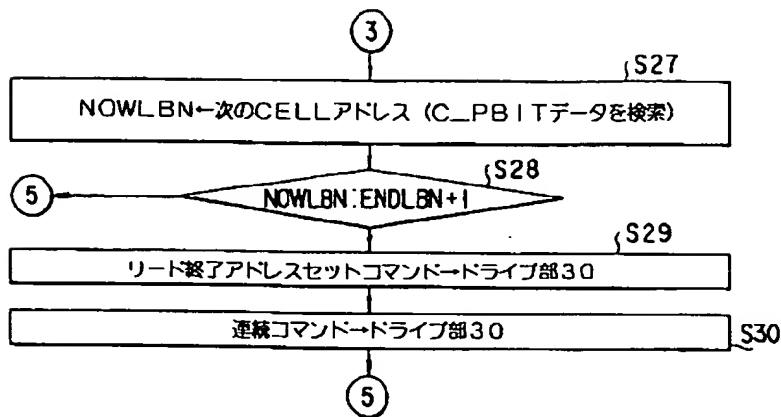 3
S27
NOWLBN←次のCELLアドレス (C_PBITデータを検索)
S28
5
NOWLBN:ENDLBN+1
S29
リード終了アドレスセットコマンド→ドライブ部30
連続コマンド→ドライブ部30
S30
5